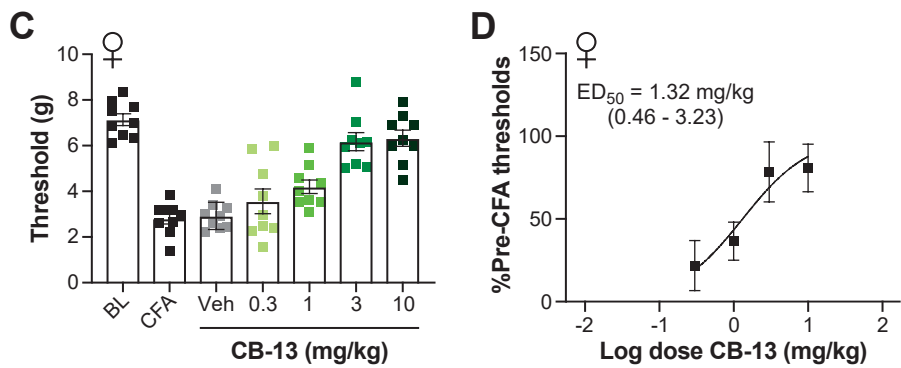 C
♀
Threshold (g)
10
8
6
4
2
0
BL
CFA
Veh
0.3
1
3
10
CB-13 (mg/kg)
D
♀
ED50 = 1.32 mg/kg
(0.46 - 3.23)
%Pre-CFA thresholds
150
100
50
0
-2
-1
0
1
2
Log dose CB-13 (mg/kg)